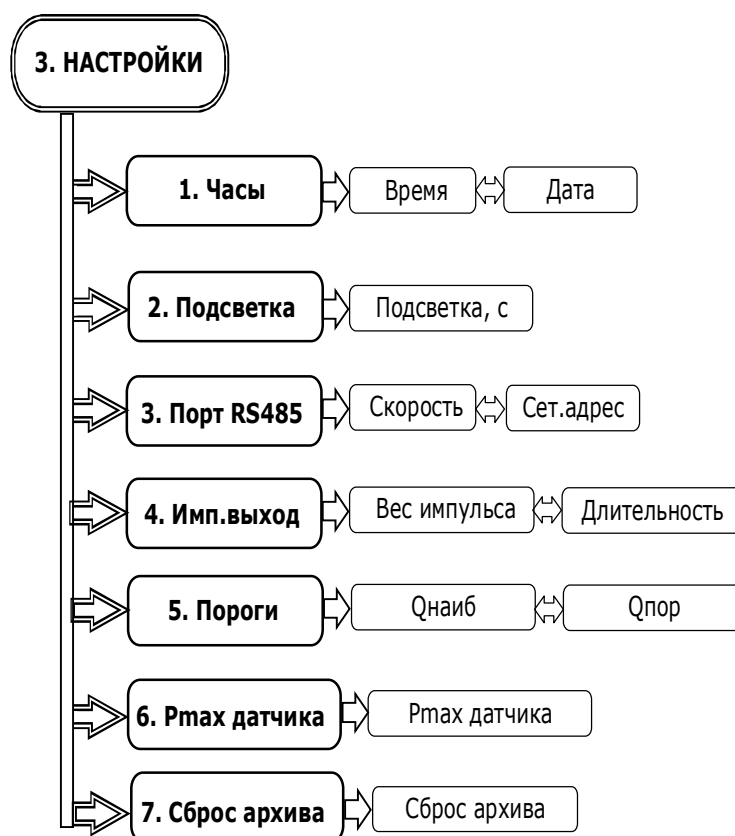 3. НАСТРОЙКИ
1. Часы
Время
Дата
2. Подсветка
Подсветка, с
3. Порт RS485
Скорость
Сет.адрес
4. Имп.выход
Вес импульса
Длительность
5. Пороги
Qнаиб
Qпор
6. Pmax датчика
Pmax датчика
7. Сброс архива
Сброс архива